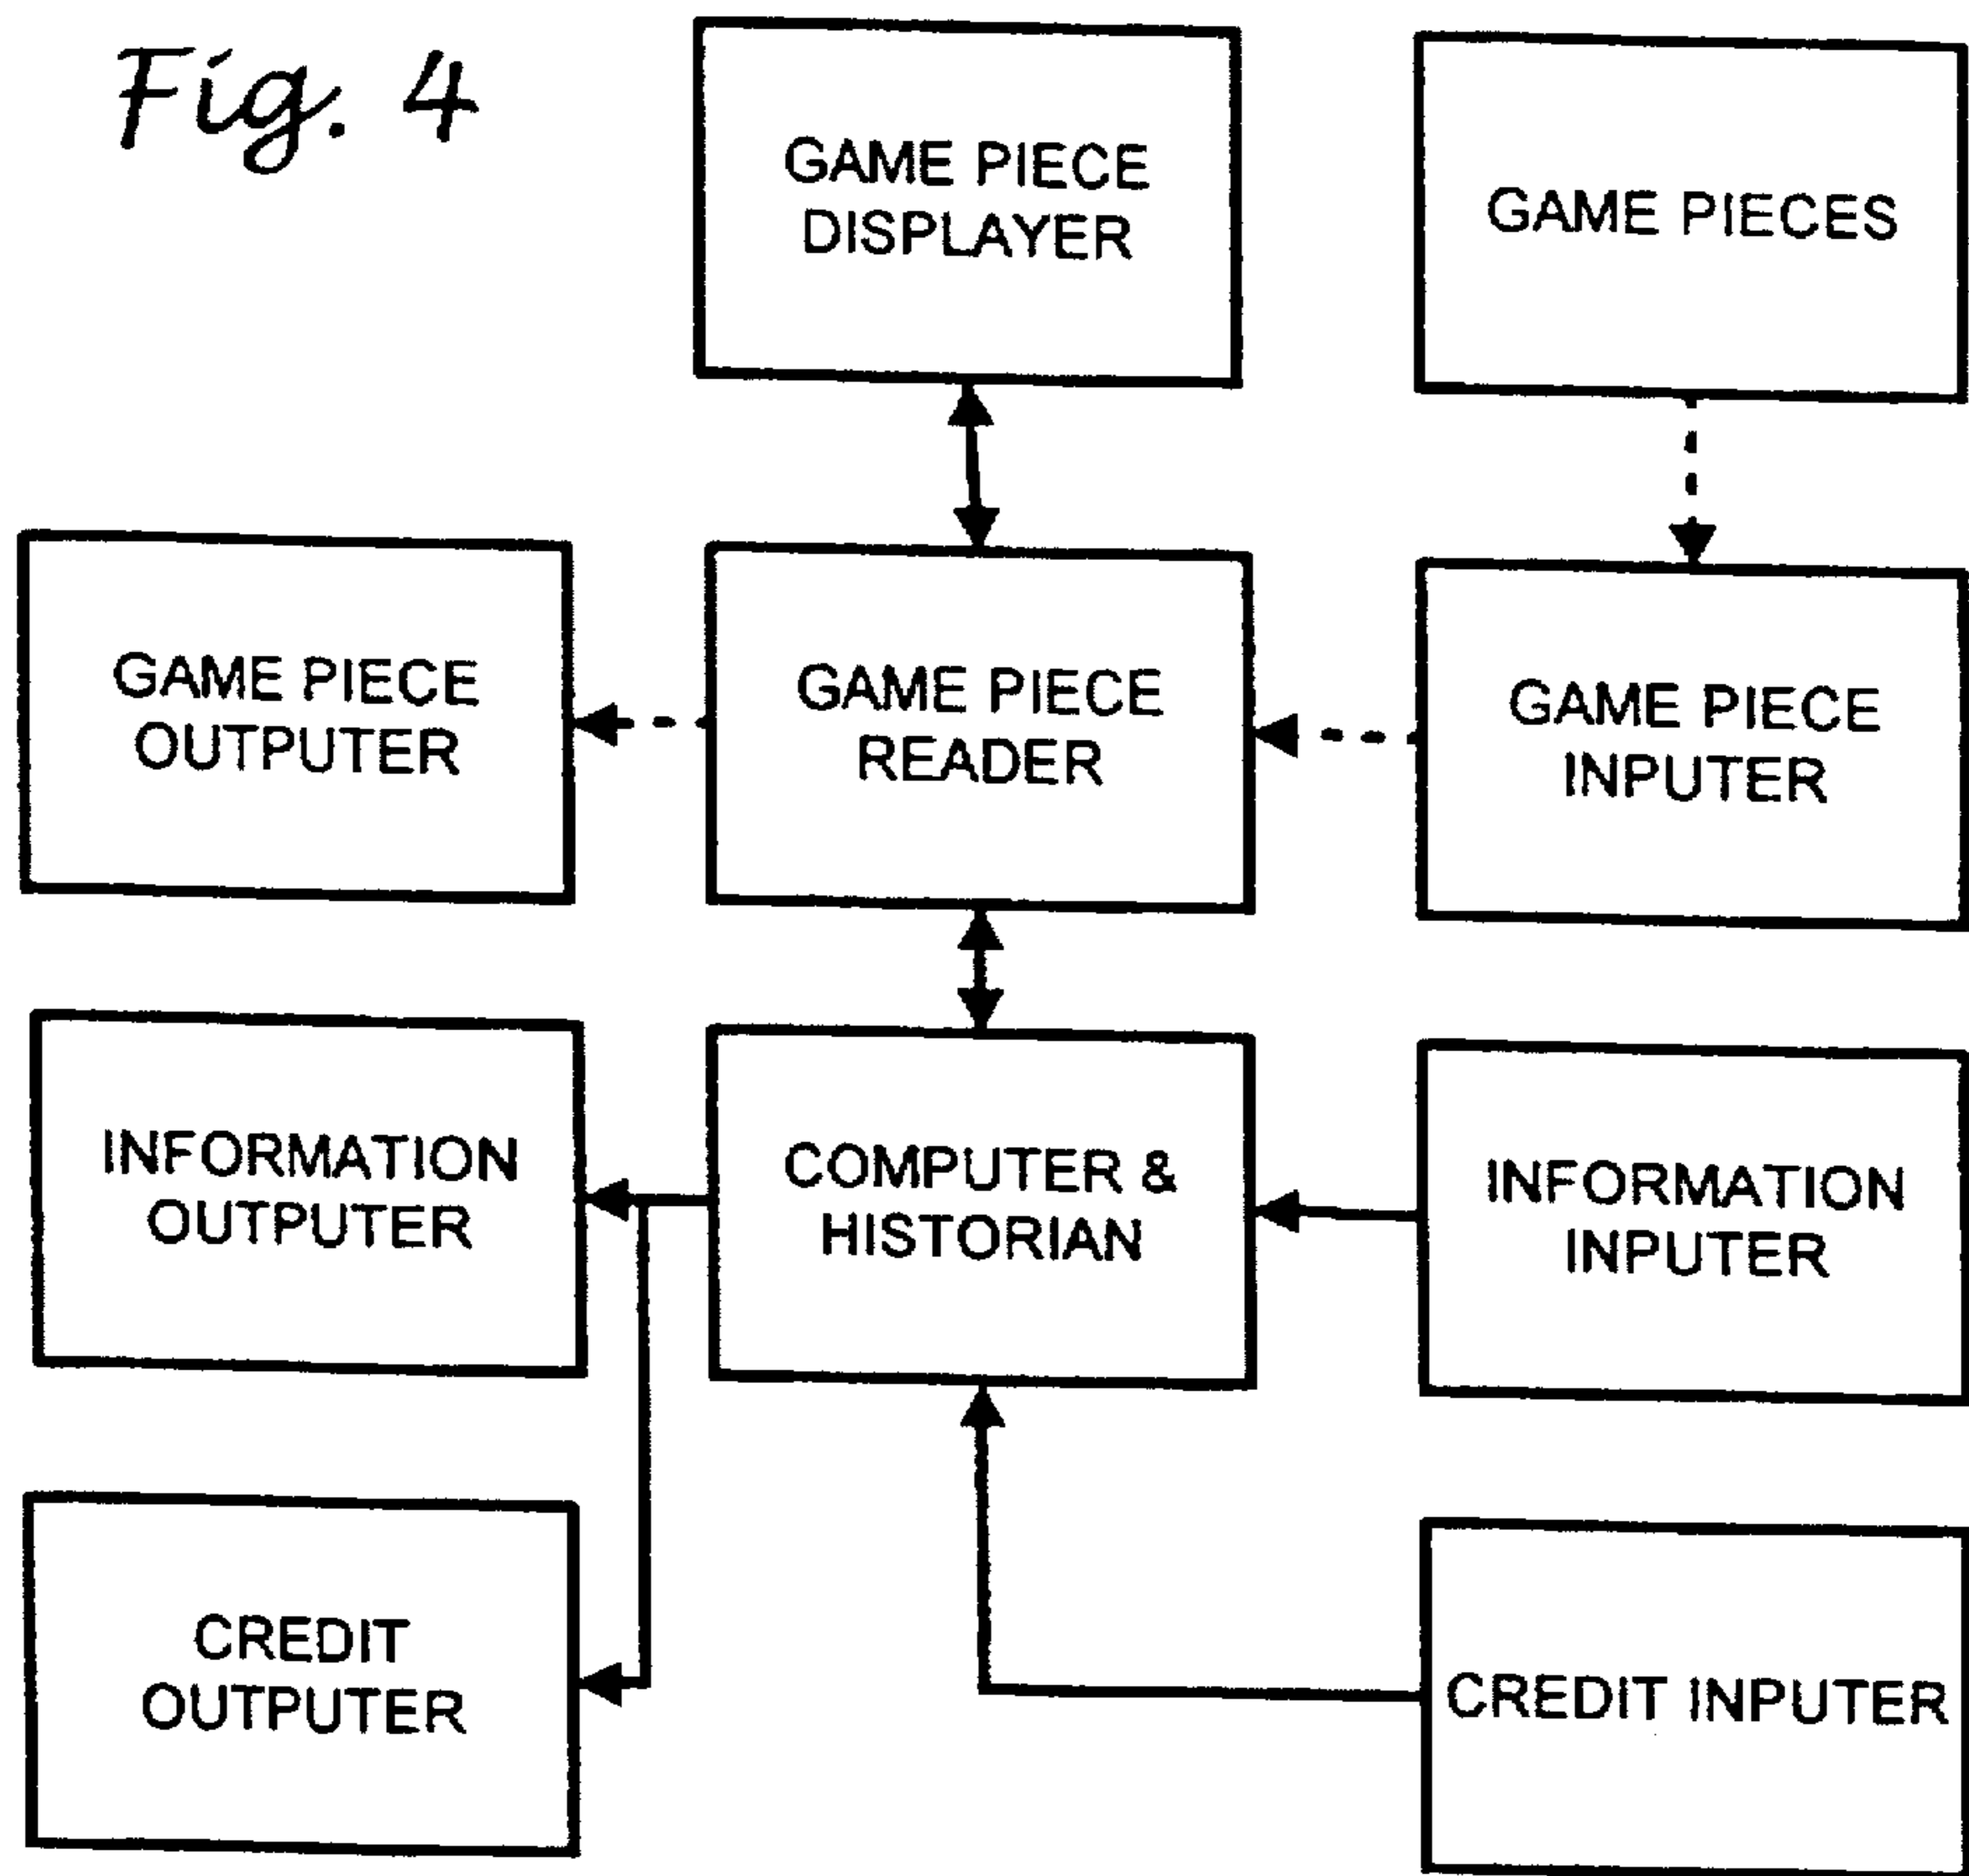 Fig. 4
GAME PIECE
DISPLAYER
GAME PIECES
GAME PIECE
OUTPUTER
GAME PIECE
READER
GAME PIECE
INPUTER
INFORMATION
OUTPUTER
COMPUTER &
HISTORIAN
INFORMATION
INPUTER
CREDIT
OUTPUTER
CREDIT INPUTER